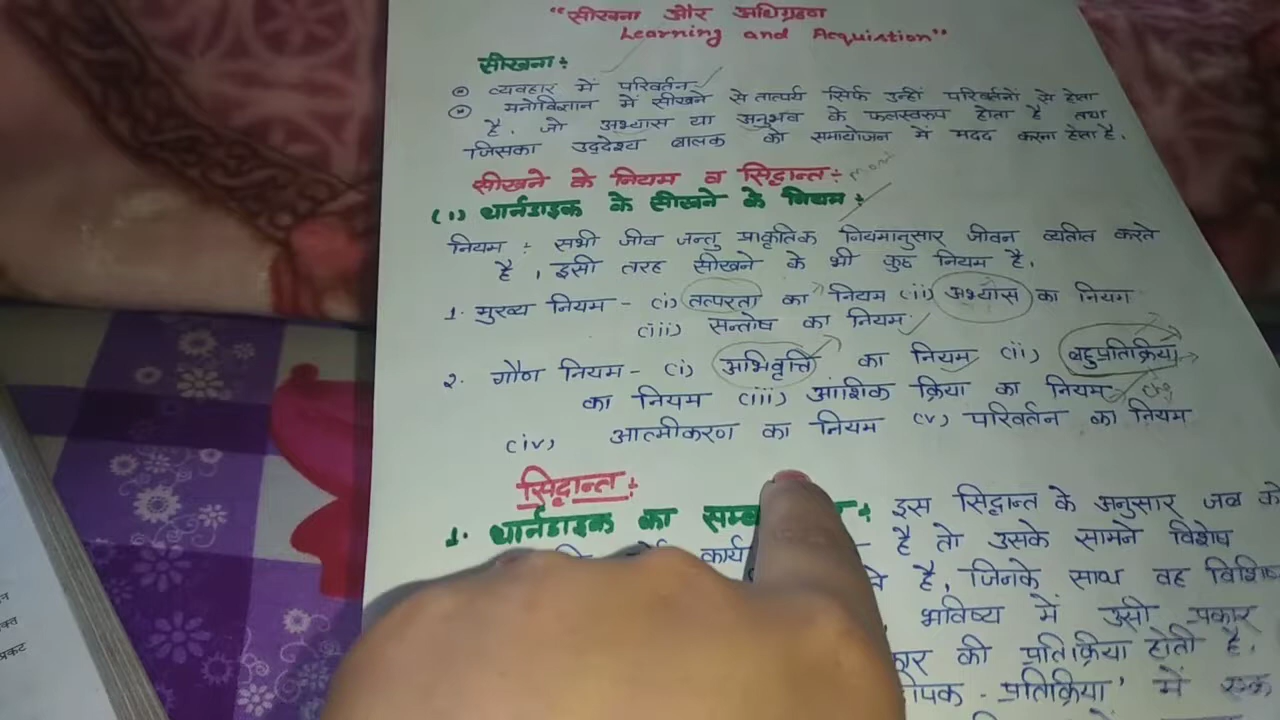 "सीखना और अधिग्रहण
Learning and Acquistion"
सीखना :
व्यवहार में परिवर्तन
मनोविज्ञान में सीखने से तात्पर्य सिर्फ उन्हीं परिवर्तनों से होता
है, जो अभ्यास या अनुभव के फलस्वरुप होता है तथा
जिसका उद्‌देश्य बालक को समायोजन में मदद करना होता है.
सीखने के नियम व सिद्वान्त :
(1) थार्नडाइक के सीखने के नियम :
नियम : सभी जीव जन्तु प्राकृतिक नियमानुसार जीवन व्यतीत करते
है, इसी तरह सीखने के भी कुछ नियम है.
1. मुख्य नियम - (i) तत्परता का नियम (ii) अभ्यास का नियम
(iii) सन्तोष का नियम
2. गौण नियम - (i) अभिवृत्ति का नियम (ii) बहुप्रतिक्रिया
का नियम (iii) आंशिक क्रिया का नियम
(iv) आत्मीकरण का नियम (v) परिवर्तन का नियम
सिद्वान्त :
1. थार्नडाइक का : इस सिद्वान्त के अनुसार जब को
कार्य है तो उसके सामने विशेष
है, जिनके साथ वह विशिष्
भविष्य में उसी प्रकार
की प्रतिक्रिया होती है.
प्रतिक्रिया' में